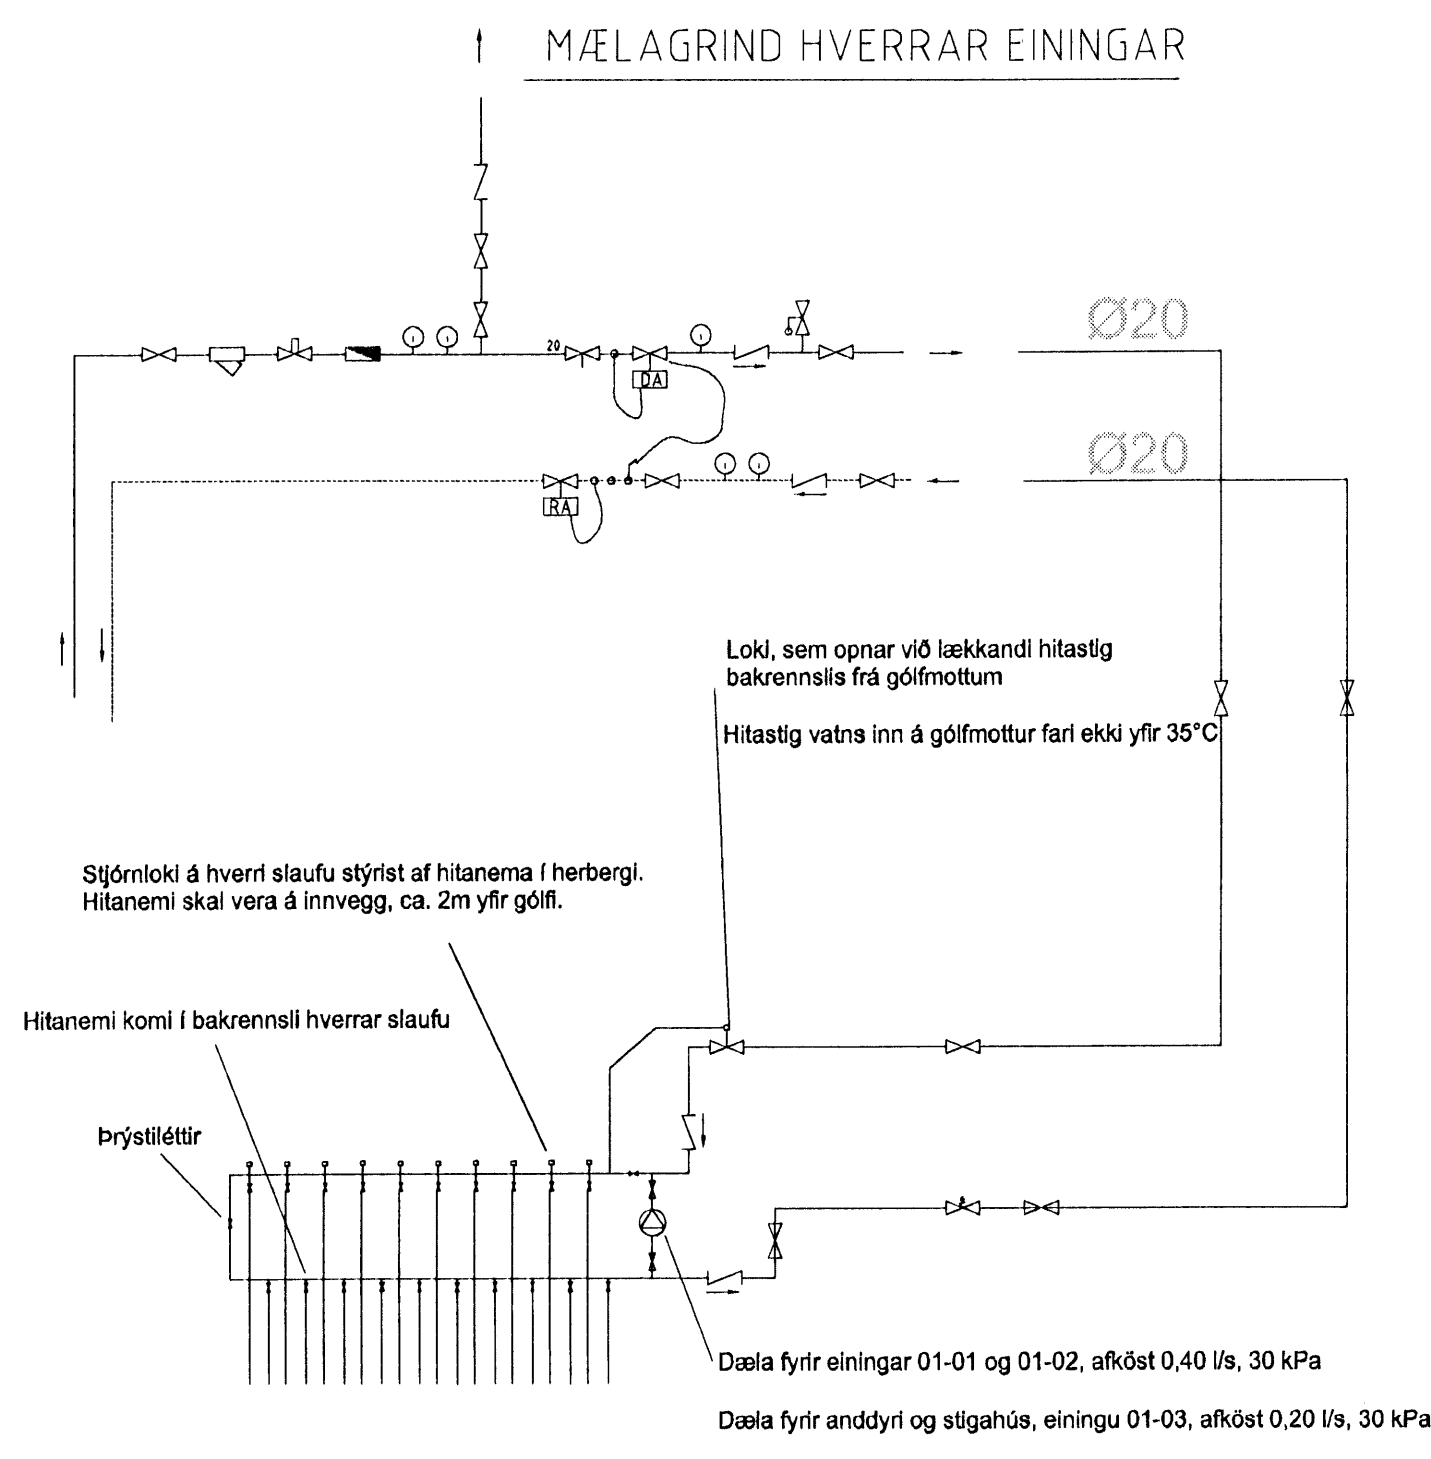 MÆLAGRIND HVERRAR EININGAR
Ø20
20
DA
Ø20
RA
Loki, sem opnar við lækkandi hitastig
bakrennslis frá gólfmottum
Hitastig vatns inn á gólfmottur fari ekki yfir 35°C
Stjórnloki á hverri slaufu stýrist af hitanema í herbergi.
Hitanemi skal vera á innvegg, ca. 2m yfir gólfi.
Hitanemi komi í bakrennsli hverrar slaufu
Þrýstiléttir
Dæla fyrir einingar 01-01 og 01-02, afköst 0,40 l/s, 30 kPa
Dæla fyrir anddyri og stigahús, einingu 01-03, afköst 0,20 l/s, 30 kPa